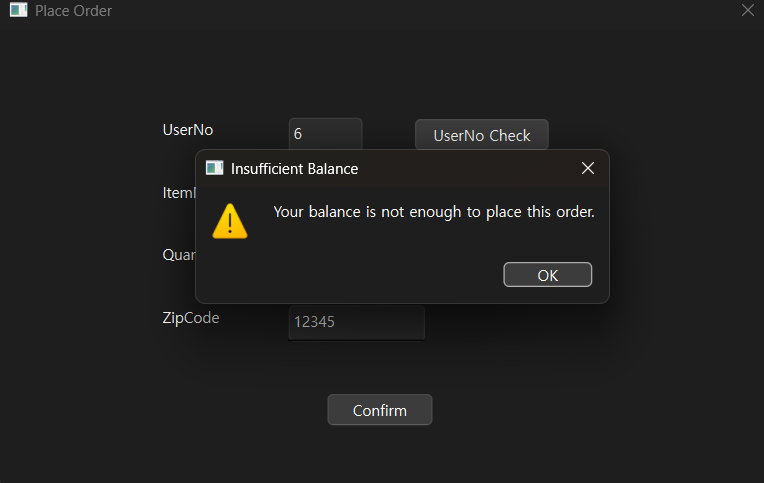 Place Order
UserNo
6
UserNo Check
Insufficient Balance
Your balance is not enough to place this order.
OK
ZipCode
12345
Confirm